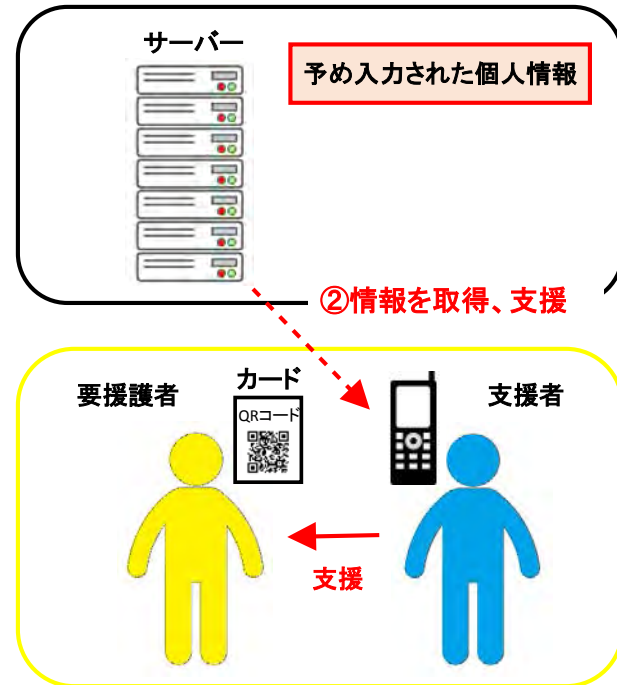 サーバー
予め入力された個人情報
②情報を取得、支援
要援護者
カード
支援者
QRコード
支援